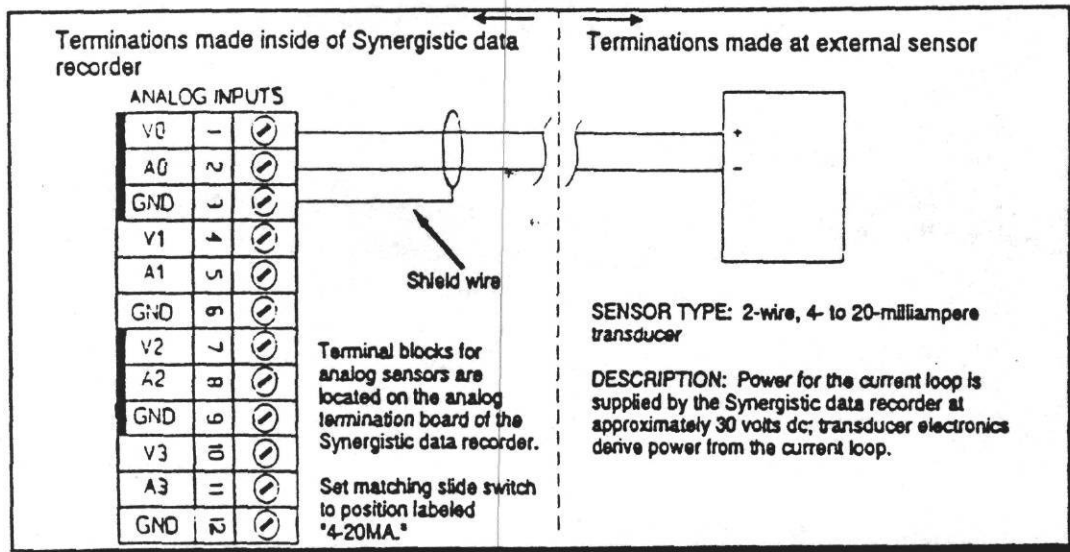 Terminations made inside of Synergistic data
recorder
Terminations made at external sensor
ANALOG INPUTS
V0 1
A0 2
GND 3
V1 4
A1 5
GND 6
V2 7
A2 8
GND 9
V3 10
A3 11
GND 12
Shield wire
Terminal blocks for
analog sensors are
located on the analog
termination board of the
Synergistic data recorder.
Set matching slide switch
to position labeled
"4-20MA."
+
-
SENSOR TYPE: 2-wire, 4- to 20-milliampere
transducer
DESCRIPTION: Power for the current loop is
supplied by the Synergistic data recorder at
approximately 30 volts dc; transducer electronics
derive power from the current loop.